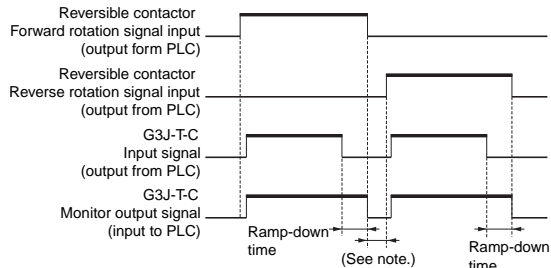 Reversible contactor
Forward rotation signal input
(output form PLC)
Reversible contactor
Reverse rotation signal input
(output from PLC)
G3J-T-C
Input signal
(output from PLC)
G3J-T-C
Monitor output signal
(input to PLC)
Ramp-down
time
(See note.)
Ramp-down
time